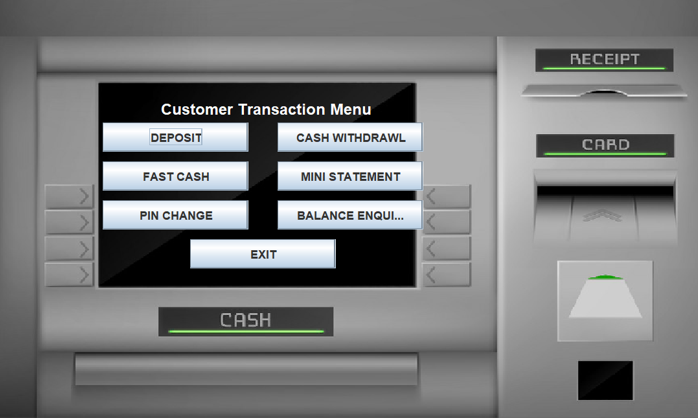 RECEIPT
Customer Transaction Menu
DEPOSIT
CASH WITHDRAWL
CARD
FAST CASH
MINI STATEMENT
PIN CHANGE
BALANCE ENQUI...
EXIT
CASH